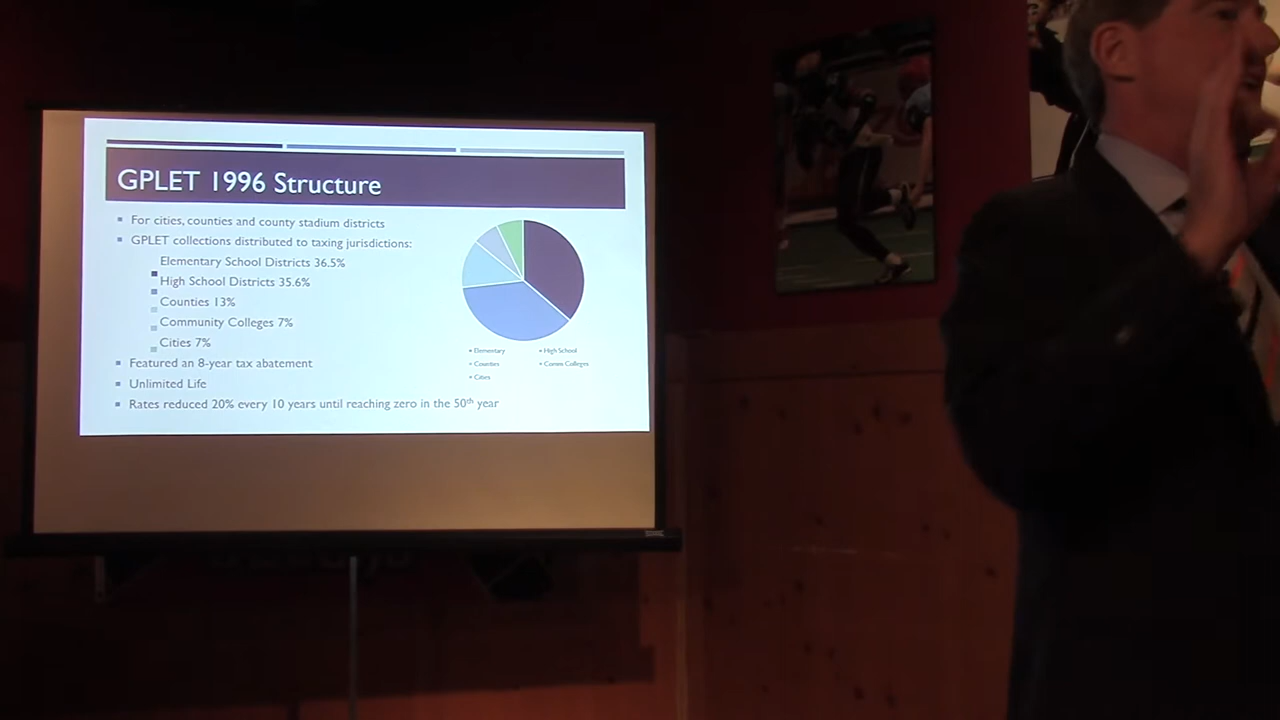 GPLET 1996 Structure
For cities, counties and county stadium districts
GPLET collections distributed to taxing jurisdictions:
Elementary School Districts 36.5%
High School Districts 35.6%
Counties 13%
Community Colleges 7%
Cities 7%
Featured an 8-year tax abatement
Unlimited Life
Rates reduced 20% every 10 years until reaching zero in the 50th year
Elementary
High School
Counties
Comm Colleges
Cities